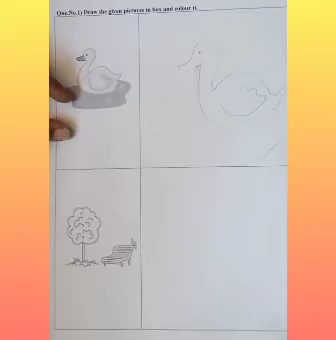 Que.No.1) Draw the given pictures in box and colour it.